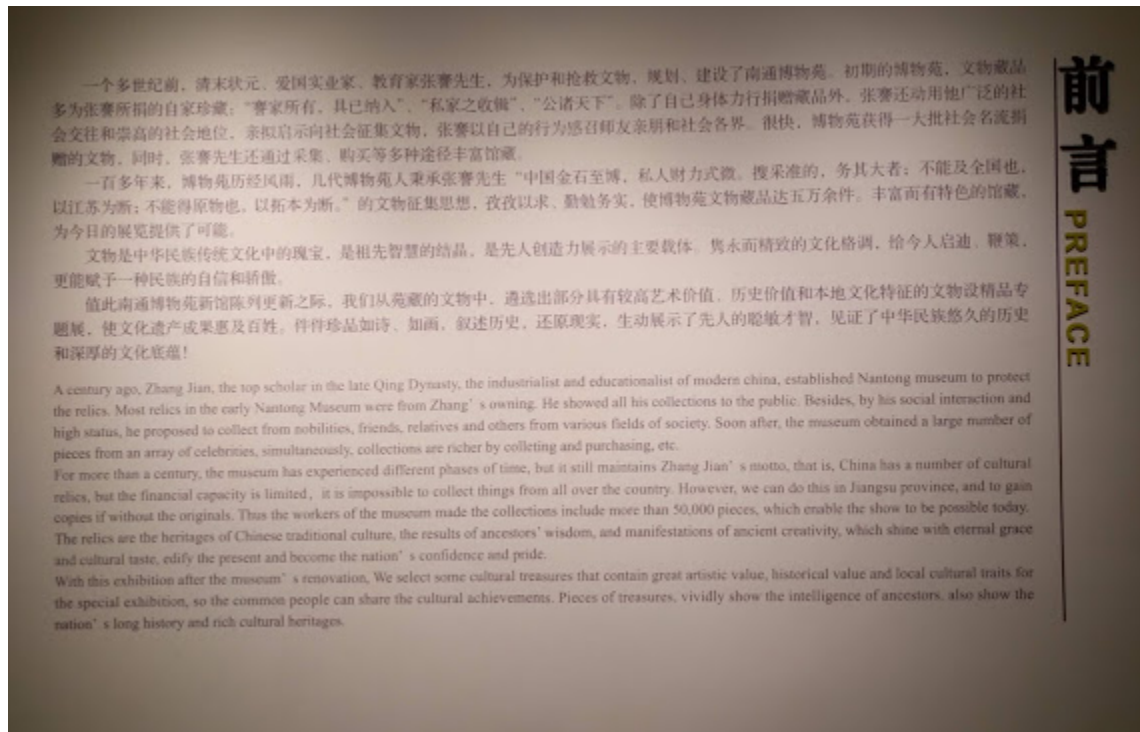 前言
PREFACE
一个多世纪前，清末状元、爱国实业家、教育家张謇先生，为保护和抢救文物，规划、建设了南通博物苑。初期的博物苑，文物藏品
多为张謇所捐的自家珍藏：“謇家所有，具已纳入”、“私家之收辑”、“公诸天下”。除了自己身体力行捐赠藏品外，张謇还动用他广泛的社
会交往和崇高的社会地位，亲拟启示向社会征集文物，张謇以自己的行为感召师友亲朋和社会各界。很快，博物苑获得一大批社会名流捐
赠的文物，同时，张謇先生还通过采集、购买等多种途径丰富馆藏。
一百多年来，博物苑历经风雨，几代博物苑人秉承张謇先生“中国金石至博，私人财力式微。搜采准的，务其大者；不能及全国也，
以江苏为断；不能得原物也，以拓本为断。”的文物征集思想，孜孜以求、勤勉务实，使博物苑文物藏品达五万余件。丰富而有特色的馆藏，
为今日的展览提供了可能。
文物是中华民族传统文化中的瑰宝，是祖先智慧的结晶，是先人创造力展示的主要载体。隽永而精致的文化格调，给今人启迪、鞭策，
更能赋予一种民族的自信和骄傲。
值此南通博物苑新馆陈列更新之际，我们从苑藏的文物中，遴选出部分具有较高艺术价值、历史价值和本地文化特征的文物设精品专
题展，使文化遗产成果惠及百姓。件件珍品如诗、如画，叙述历史，还原现实，生动展示了先人的聪敏才智，见证了中华民族悠久的历史
和深厚的文化底蕴！
A century ago, Zhang Jian, the top scholar in the late Qing Dynasty, the industrialist and educationalist of modern china, established Nantong museum to protect
the relics. Most relics in the early Nantong Museum were from Zhang’ s owning. He showed all his collections to the public. Besides, by his social interaction and
high status, he proposed to collect from nobilities, friends, relatives and others from various fields of society. Soon after, the museum obtained a large number of
pieces from an array of celebrities, simultaneously, collections are richer by colleting and purchasing, etc.
For more than a century, the museum has experienced different phases of time, but it still maintains Zhang Jian’ s motto, that is, China has a number of cultural
relics, but the financial capacity is limited, it is impossible to collect things from all over the country. However, we can do this in Jiangsu province, and to gain
copies if without the originals. Thus the workers of the museum made the collections include more than 50,000 pieces, which enable the show to be possible today.
The relics are the heritages of Chinese traditional culture, the results of ancestors’ wisdom, and manifestations of ancient creativity, which shine with eternal grace
and cultural taste, edify the present and become the nation’ s confidence and pride.
With this exhibition after the museum’ s renovation, We select some cultural treasures that contain great artistic value, historical value and local cultural traits for
the special exhibition, so the common people can share the cultural achievements. Pieces of treasures, vividly show the intelligence of ancestors, also show the
nation’ s long history and rich cultural heritages.